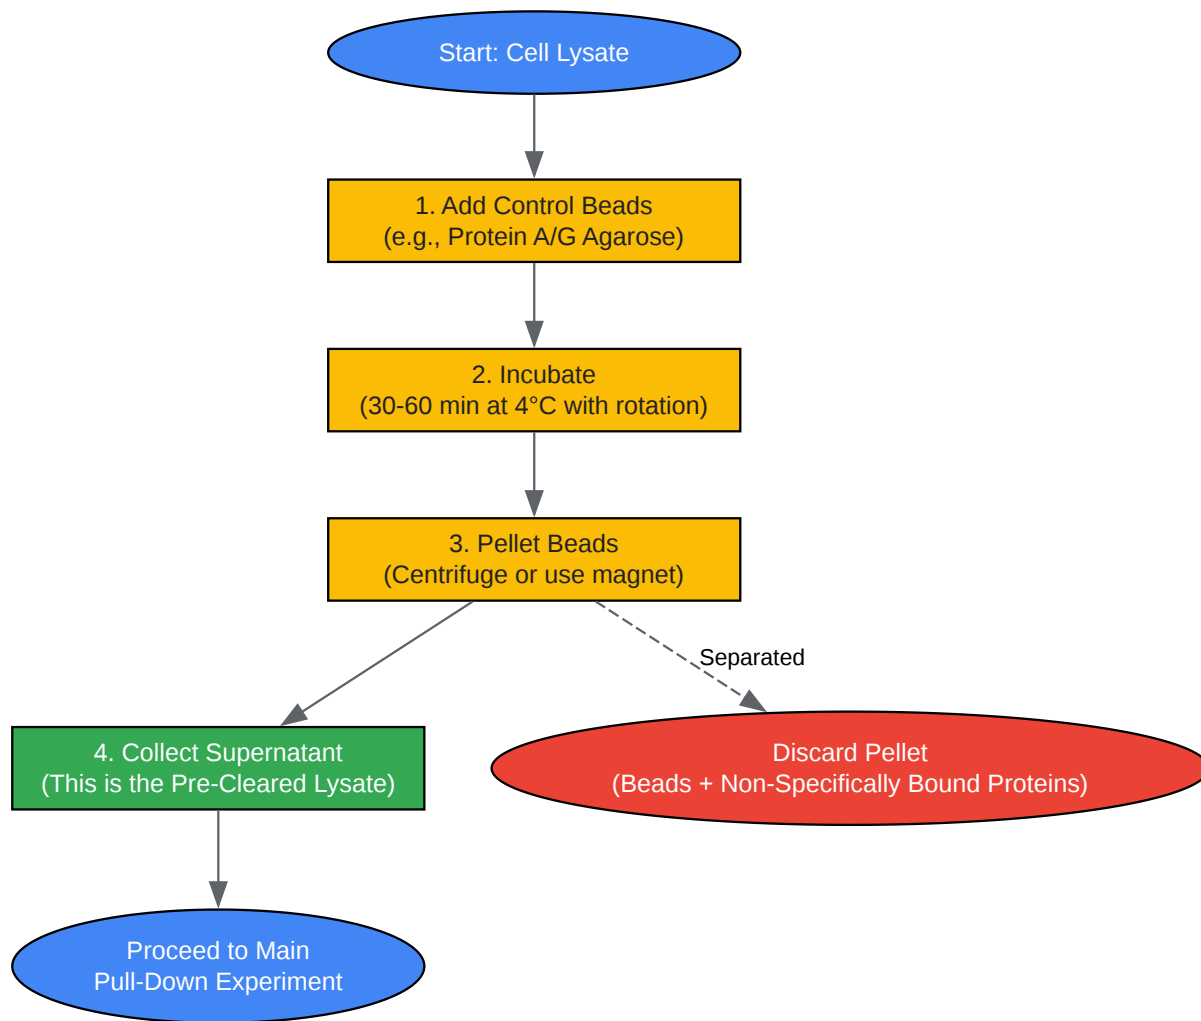 Start: Cell Lysate
1. Add Control Beads
(e.g., Protein A/G Agarose)
2. Incubate
(30-60 min at 4°C with rotation)
3. Pellet Beads
(Centrifuge or use magnet)
Separated
4. Collect Supernatant
(This is the Pre-Cleared Lysate)
Discard Pellet
(Beads + Non-Specifically Bound Proteins)
Proceed to Main
Pull-Down Experiment